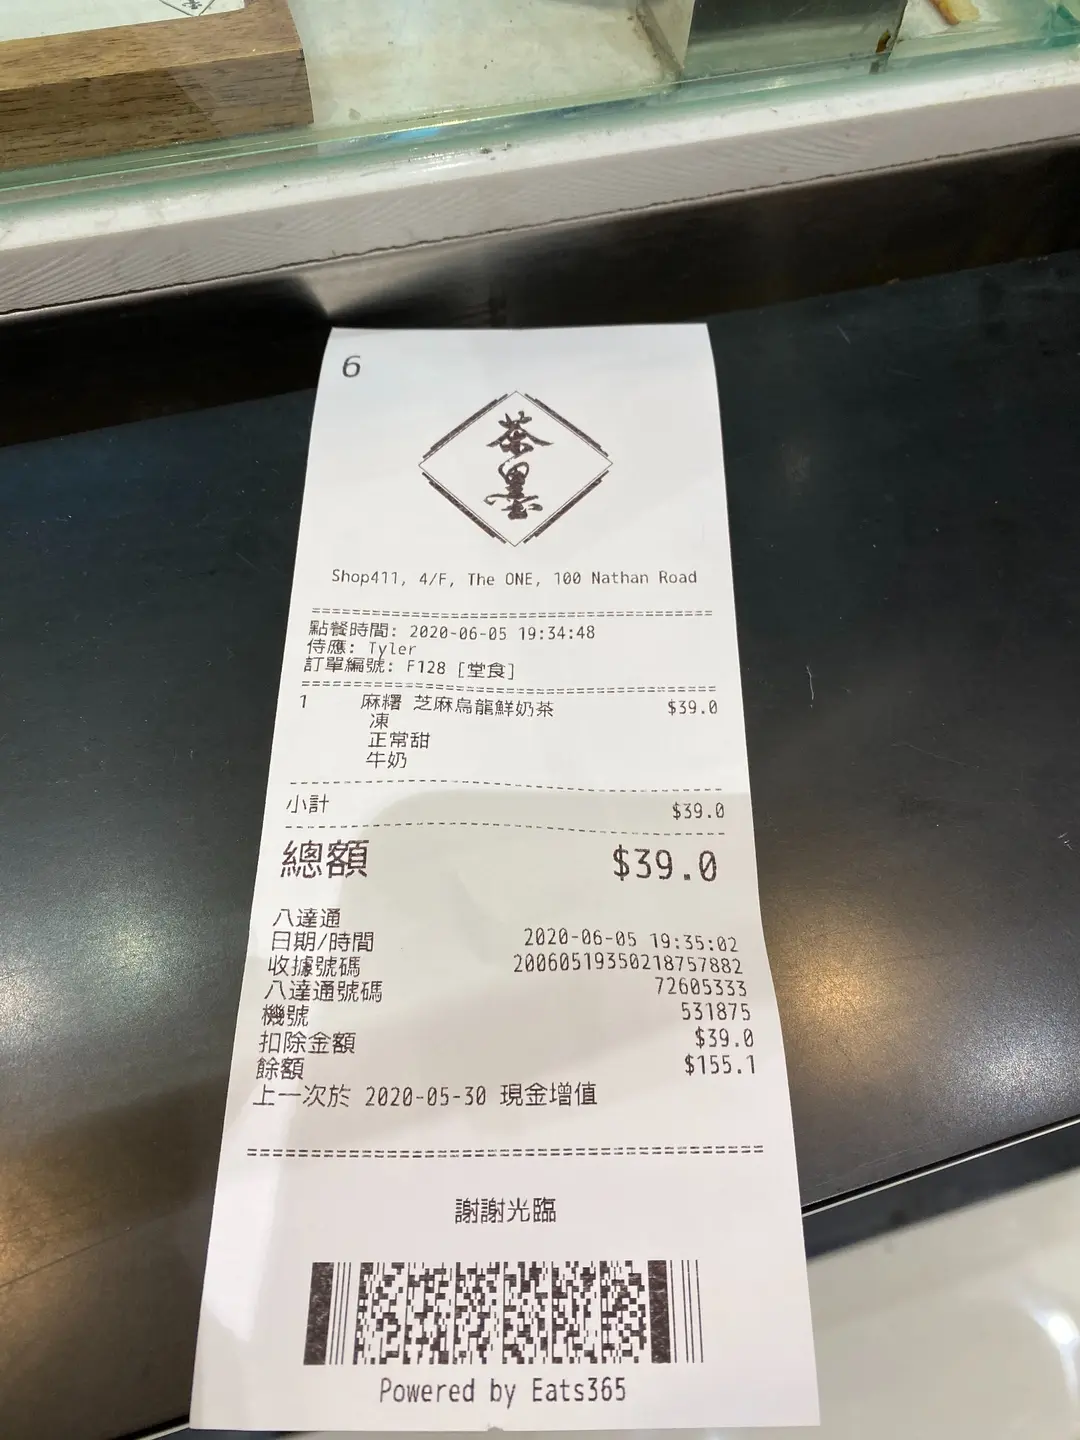 6
茶墨
Shop411, 4/F, The ONE, 100 Nathan Road
點餐時間: 2020-06-05 19:34:48
侍應: Tyler
訂單編號: F128 [堂食]
1 麻糬 芝麻烏龍鮮奶茶 $39.0
凍
正常甜
牛奶
小計 $39.0
總額 $39.0
八達通
日期/時間 2020-06-05 19:35:02
收據號碼 20060519350218757882
八達通號碼 72605333
機號 531875
扣除金額 $39.0
餘額 $155.1
上一次於 2020-05-30 現金增值
謝謝光臨
Powered by Eats365